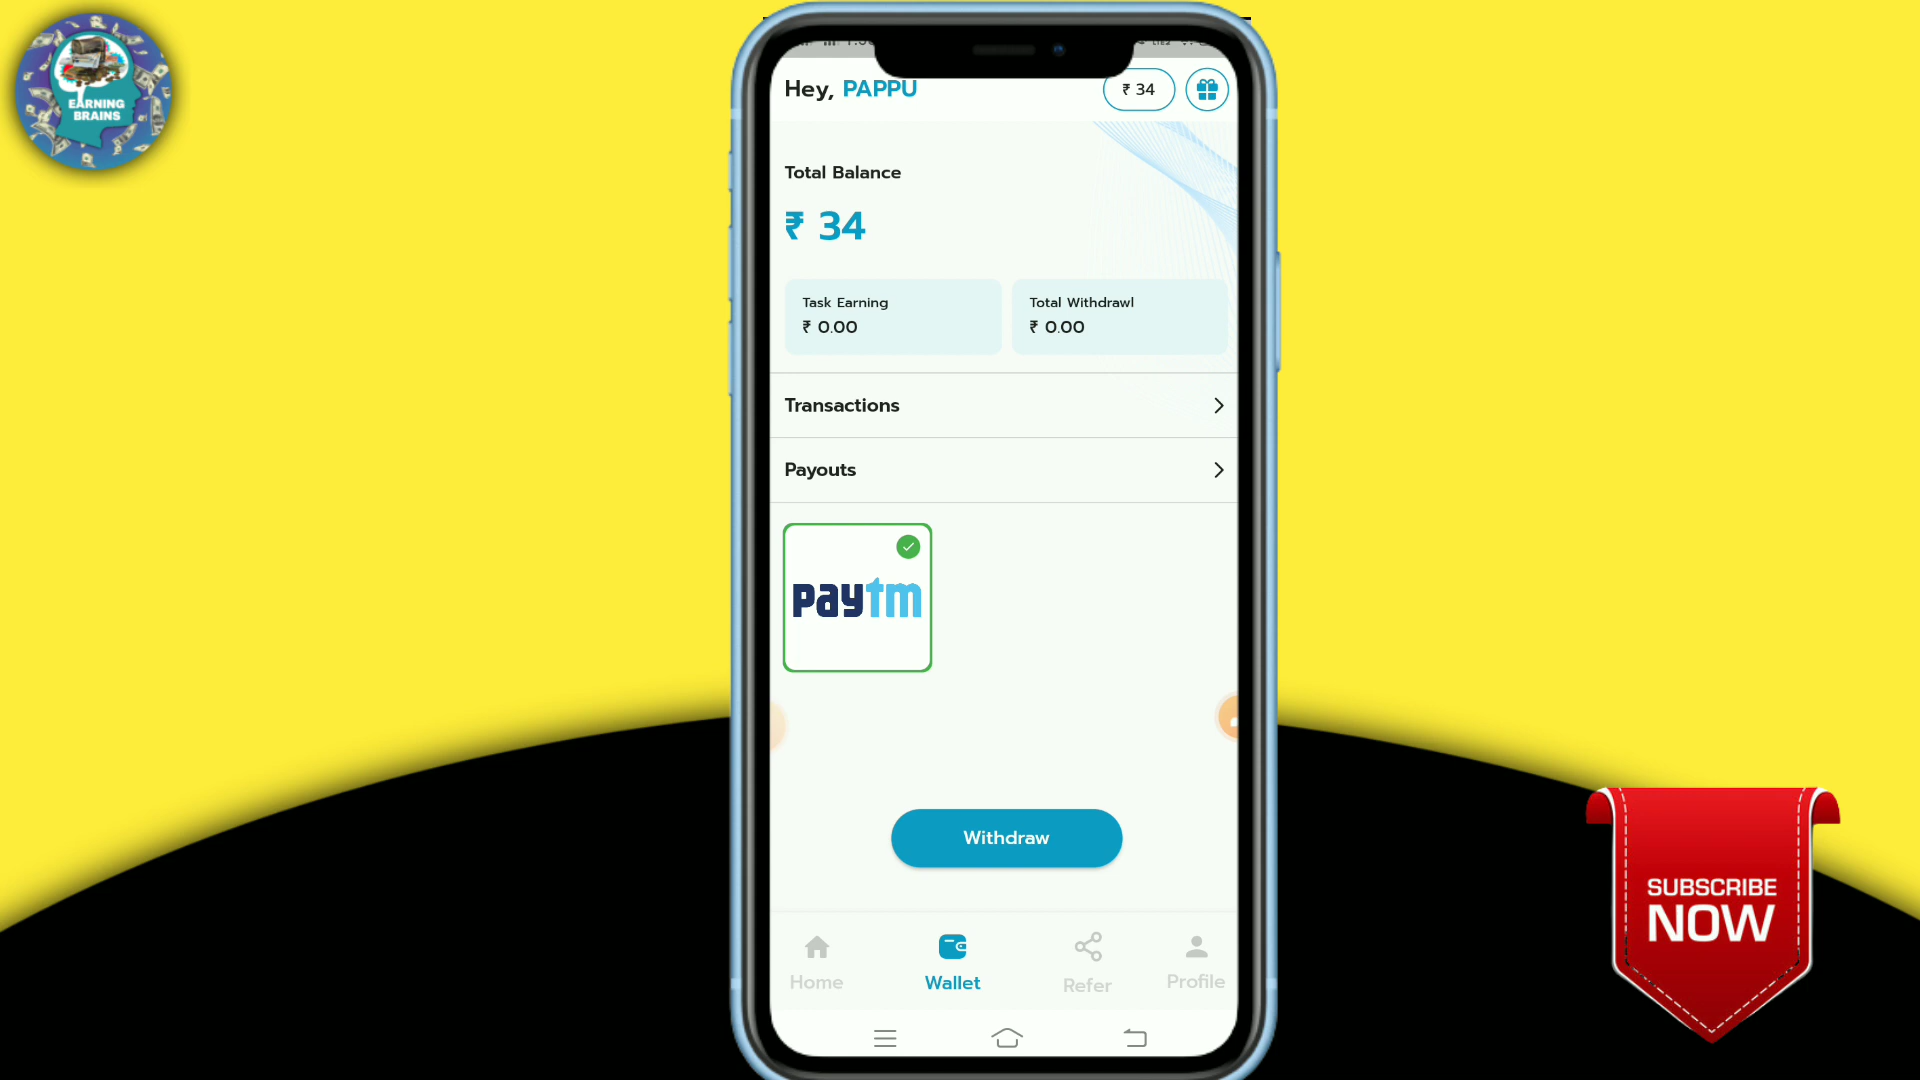 EARNING
BRAINS
Hey, PAPPU
₹ 34
Total Balance
₹ 34
Task Earning
₹ 0.00
Total Withdrawl
₹ 0.00
Transactions
Payouts
paytm
Withdraw
Home
Wallet
Refer
Profile
SUBSCRIBE
NOW